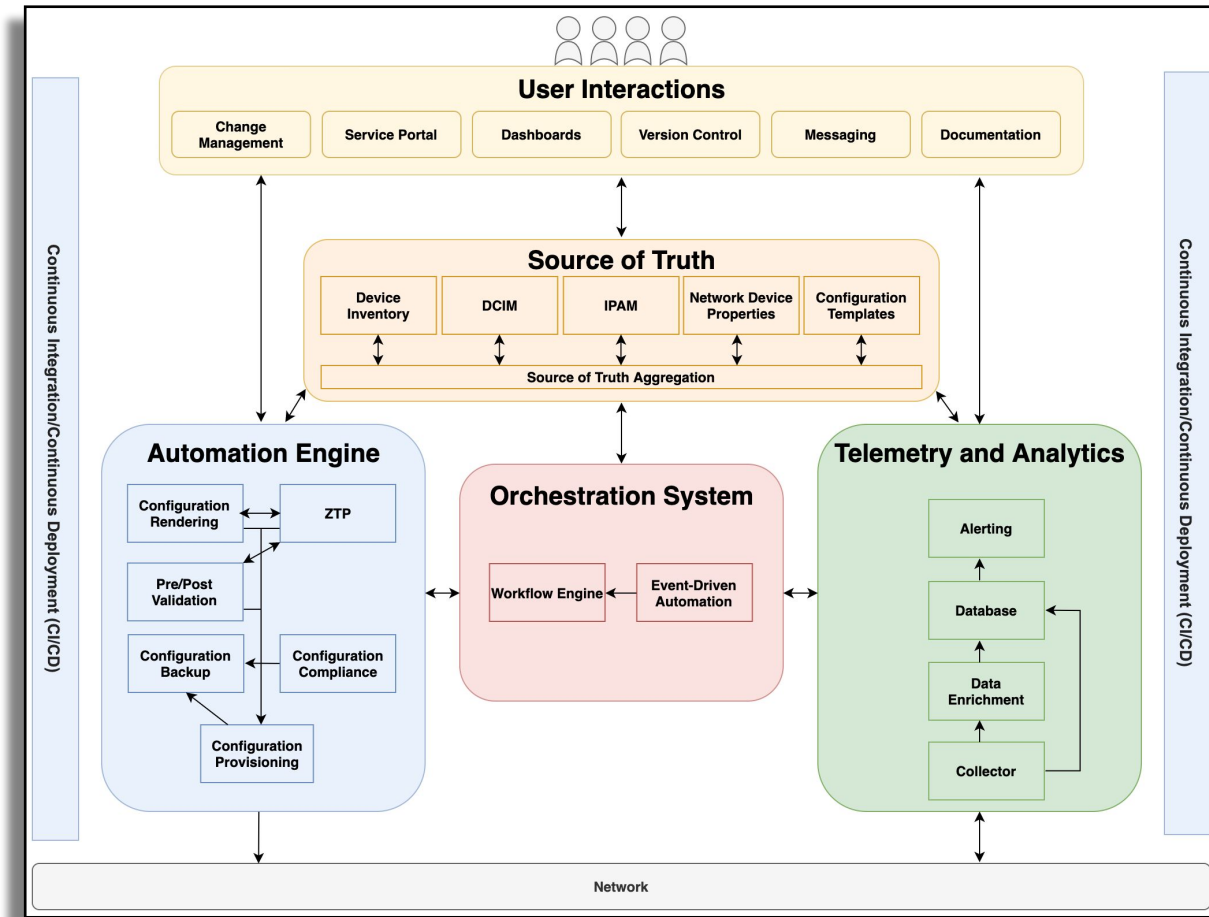 User Interactions
Change
Management
Service Portal
Dashboards
Version Control
Messaging
Documentation
Continuous Integration/Continuous Deployment (CI/CD)
Continuous Integration/Continuous Deployment (CI/CD)
Source of Truth
Device
Inventory
DCIM
IPAM
Network Device
Properties
Configuration
Templates
Source of Truth Aggregation
Automation Engine
Configuration
Rendering
ZTP
Pre/Post
Validation
Configuration
Backup
Configuration
Compliance
Configuration
Provisioning
Orchestration System
Workflow Engine
Event-Driven
Automation
Telemetry and Analytics
Alerting
Database
Data
Enrichment
Collector
Network